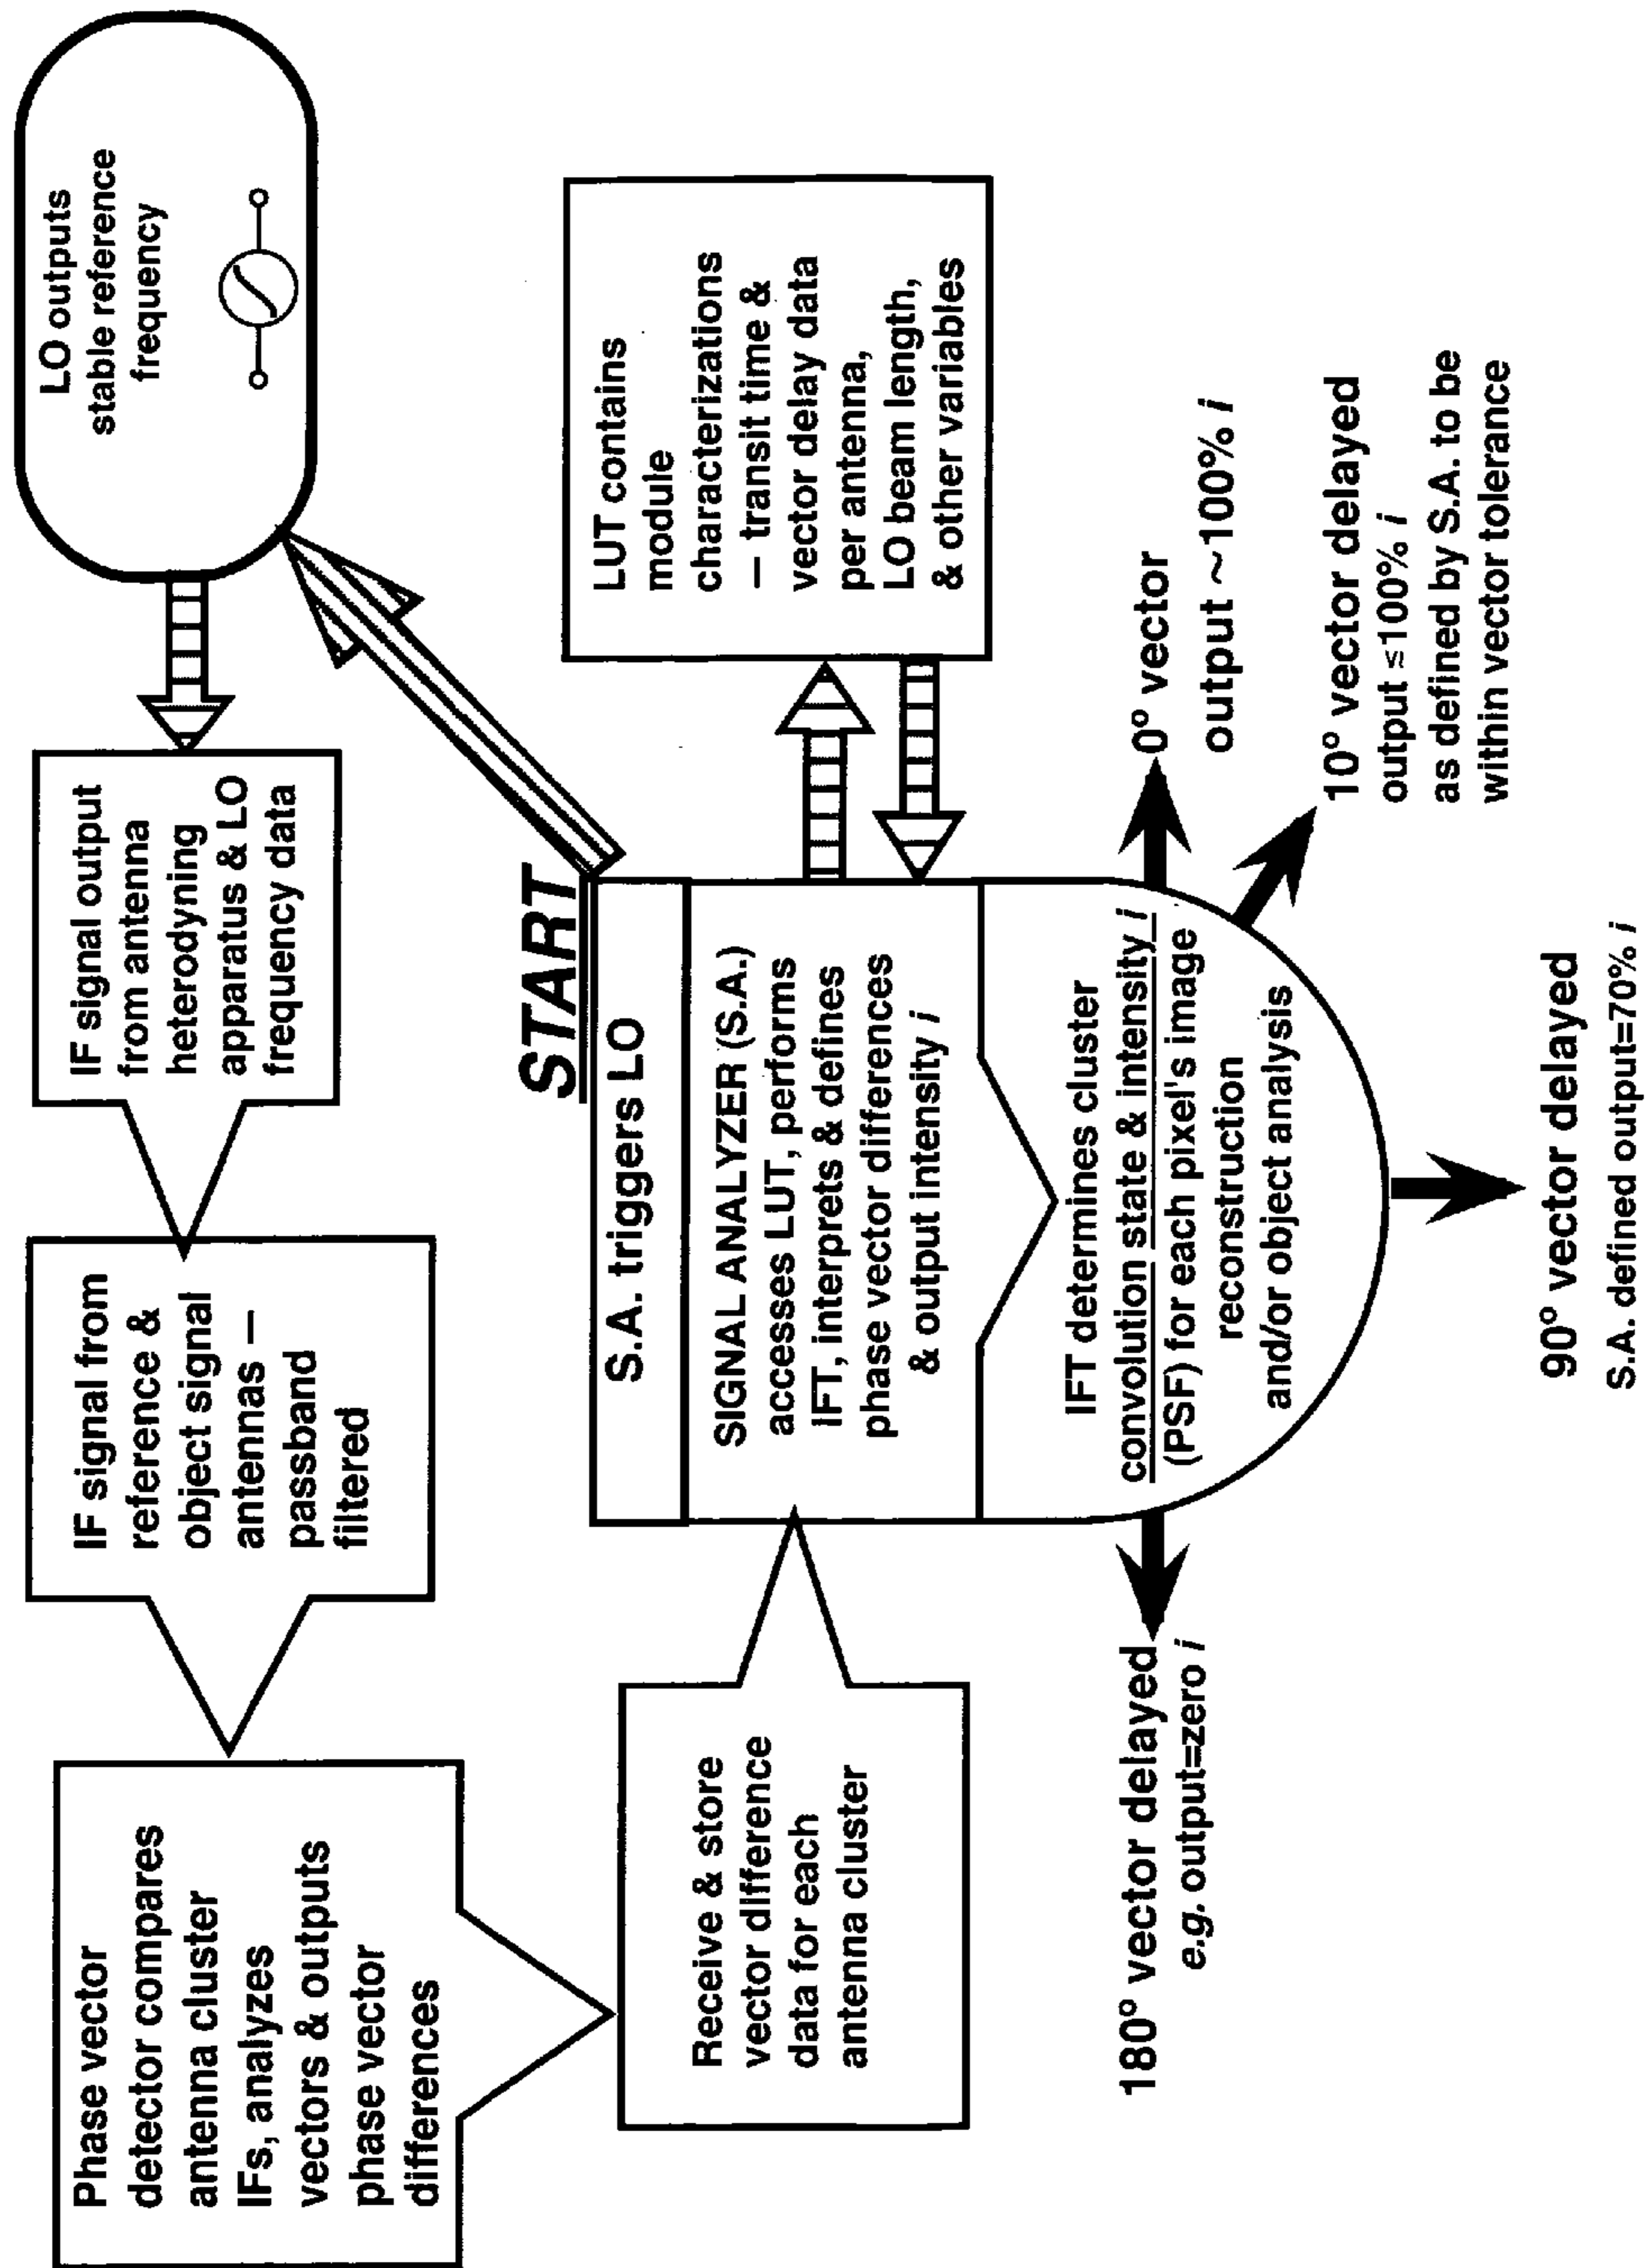 LO outputs
stable reference
frequency
IF signal output
from antenna
heterodyning
apparatus & LO
frequency data
IF signal from
reference &
object signal
antennas —
passband
filtered
Phase vector
detector compares
antenna cluster
IFs, analyzes
vectors & outputs
phase vector
differences
Receive & store
vector difference
data for each
antenna cluster
START
S.A. triggers LO
SIGNAL ANALYZER (S.A.)
accesses LUT, performs
IFT, interprets & defines
phase vector differences
& output intensity i
LUT contains
module
characterizations
– transit time &
vector delay data
per antenna,
LO beam length,
& other variables
IFT determines cluster
convolution state & intensity i
(PSF) for each pixel's image
reconstruction
and/or object analysis
180° vector delayed
e.g. output=zero i
90° vector delayed
S.A. defined output=70% i
0° vector
output ~100% i
10° vector delayed
output ≤100% i
as defined by S.A. to be
within vector tolerance